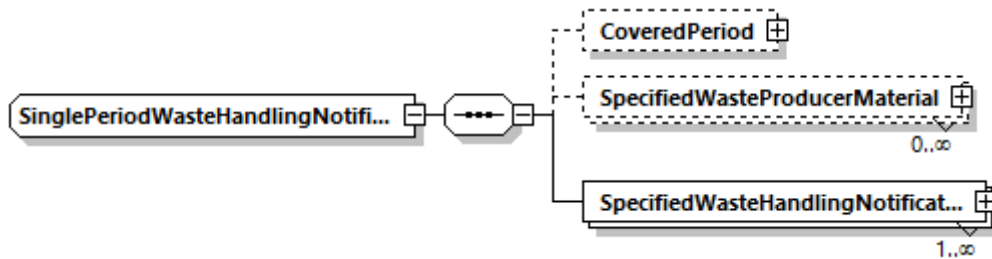 CoveredPeriod
SpecifiedWasteProducerMaterial
SinglePeriodWasteHandlingNotifi...
0..∞
SpecifiedWasteHandlingNotificat...
1..∞